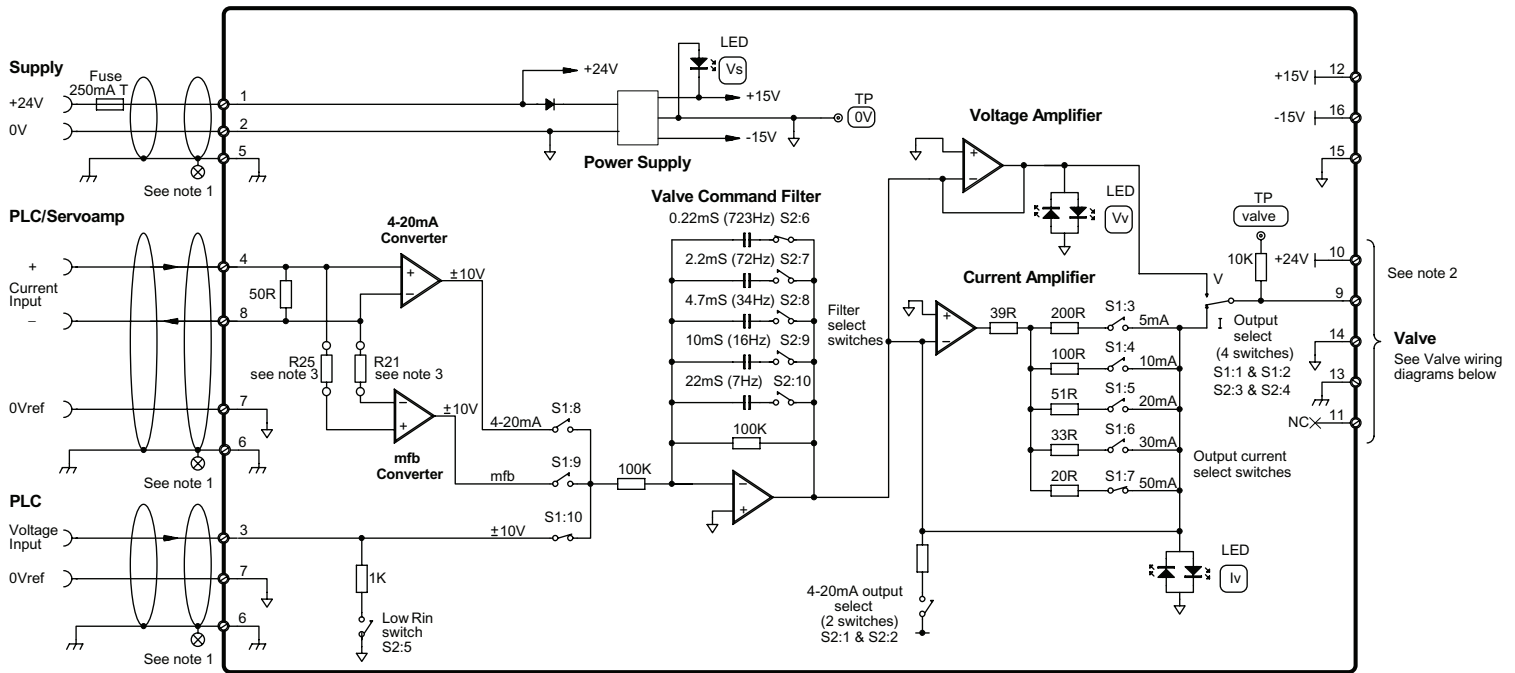 Supply
Fuse
250mA T
+24V
0V
1
2
5
See note 1
+24V
LED
Vs
+15V
-15V
TP
0V
Power Supply
PLC/Servoamp
+
Current
Input
–
0Vref
4
8
7
6
See note 1
50R
R25
see note 3
R21
see note 3
4-20mA
Converter
+
−
±10V
−
+
±10V
mfb
Converter
4-20mA
S1:8
mfb
S1:9
S1:10
±10V
100K
PLC
Voltage
Input
0Vref
3
7
6
See note 1
1K
Low Rin
switch
S2:5
Valve Command Filter
0.22mS (723Hz) S2:6
2.2mS (72Hz) S2:7
4.7mS (34Hz) S2:8
10mS (16Hz) S2:9
22mS (7Hz) S2:10
100K
−
+
Filter
select
switches
Voltage Amplifier
+
−
LED
Vv
Current Amplifier
+
−
39R
200R S1:3 5mA
100R S1:4 10mA
51R S1:5 20mA
33R S1:6 30mA
20R S1:7 50mA
Output current
select switches
4-20mA output
select
(2 switches)
S2:1 & S2:2
LED
Iv
V
I
Output
select
(4 switches)
S1:1 & S1:2
S2:3 & S2:4
TP
valve
10K
+15V 12
-15V 16
15
+24V 10
9
14
13
NC 11
See note 2
Valve
See Valve wiring
diagrams below